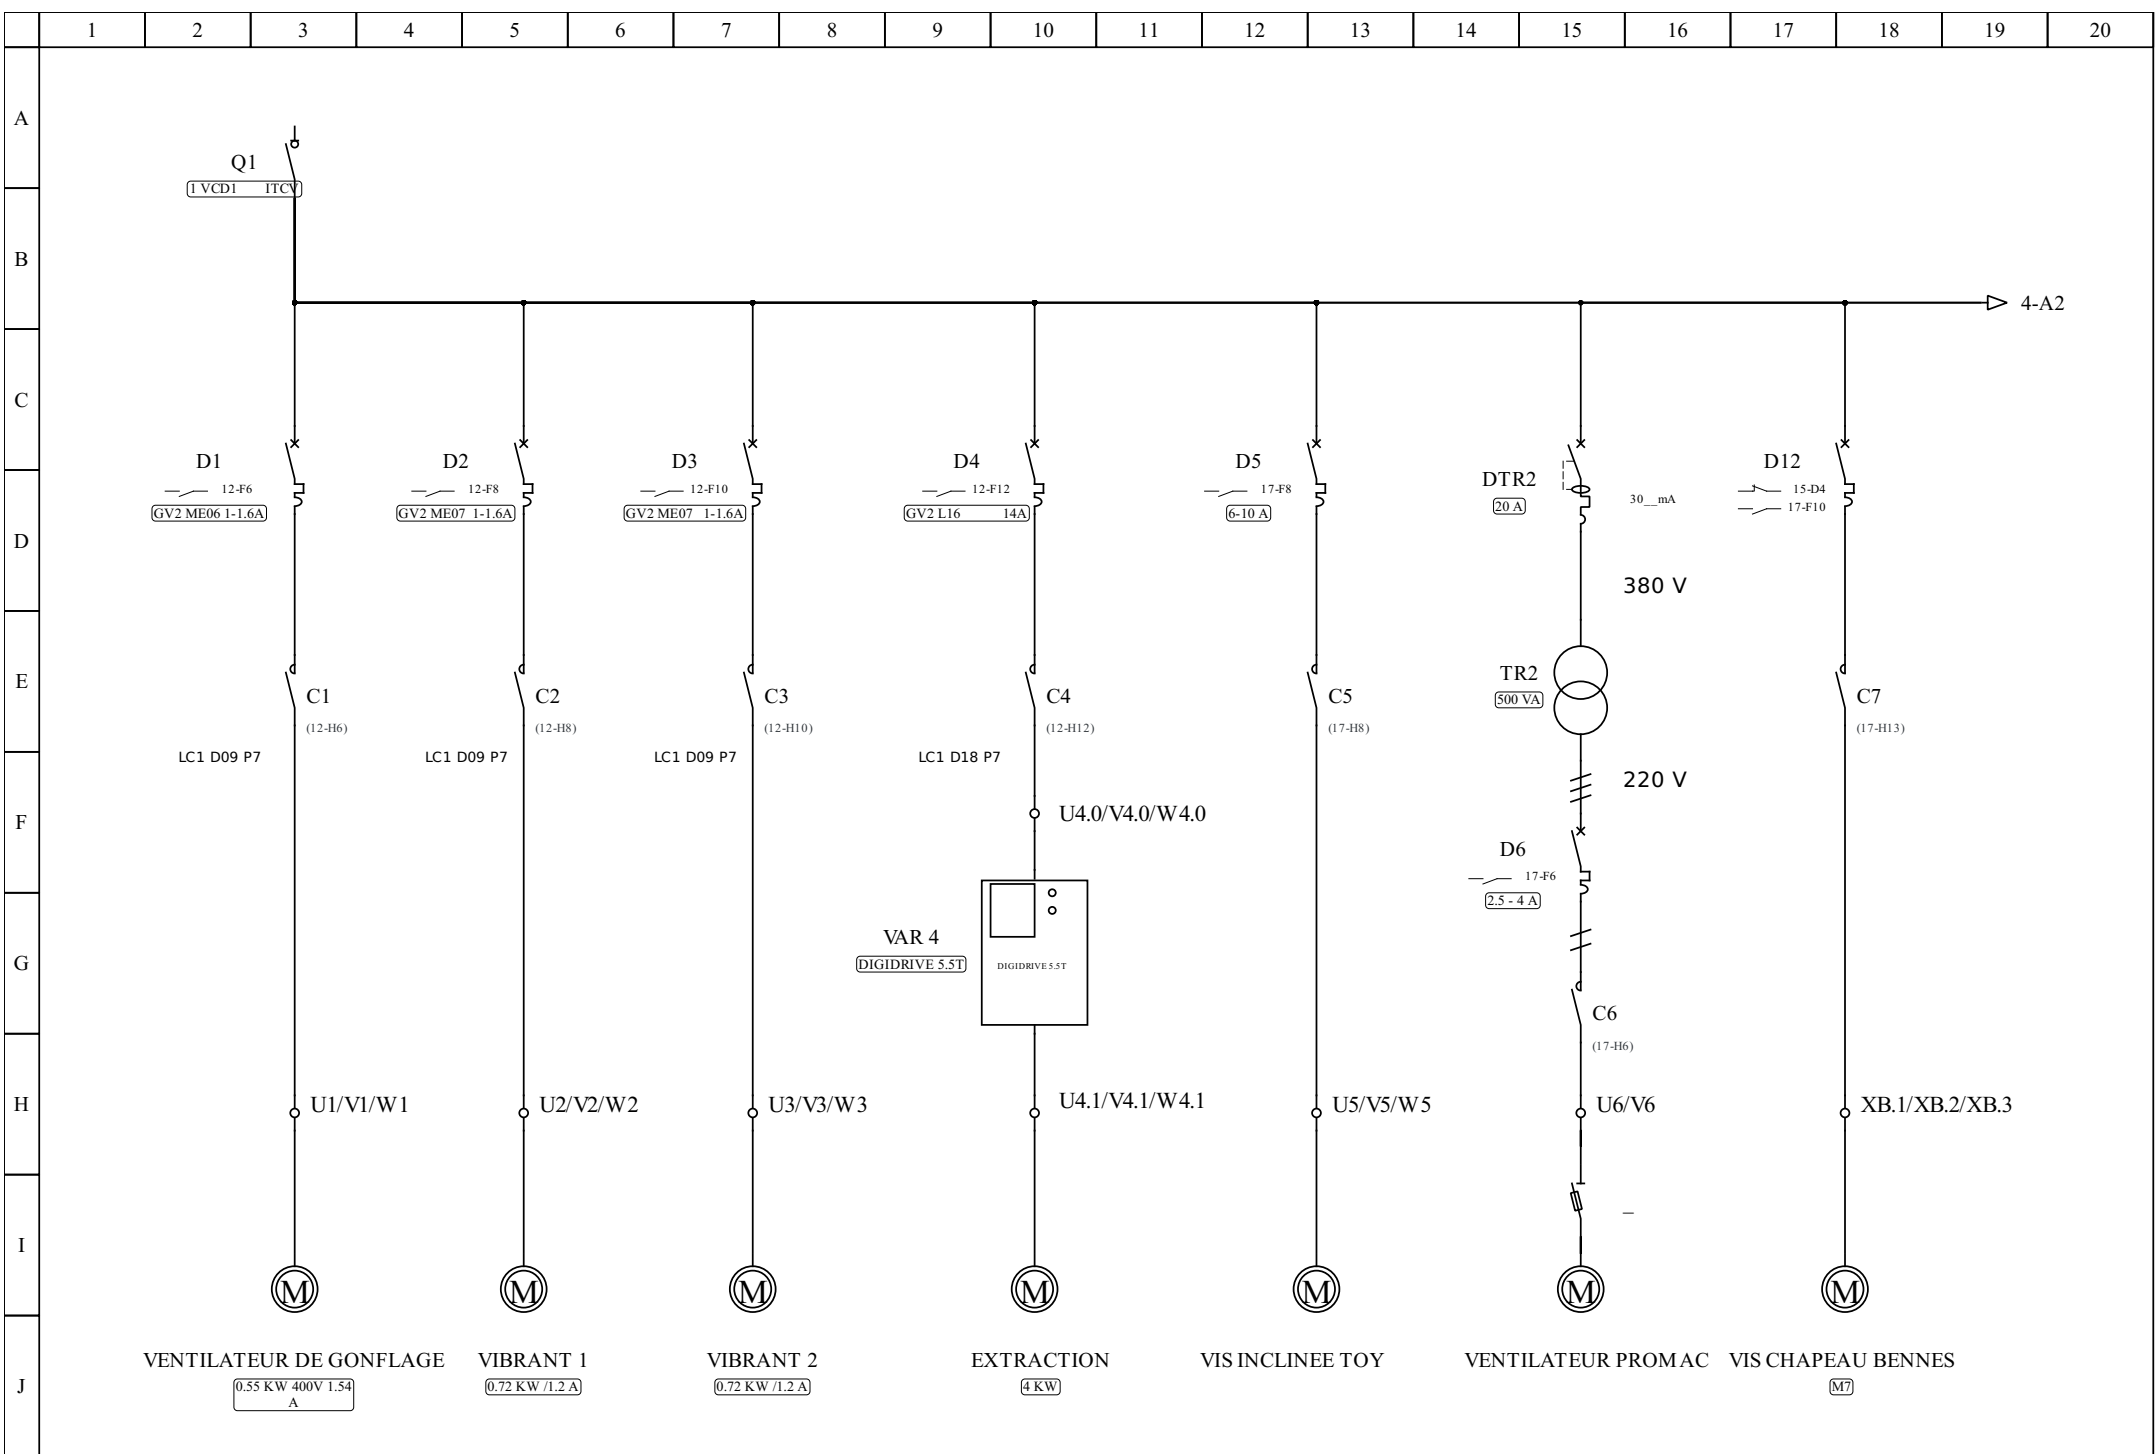 1 2 3 4 5 6 7 8 9 10 11 12 13 14 15 16 17 18 19 20
A
Q1
1 VCD1 ITCV
B
4-A2
C
D1 D2 D3 D4 D5 DTR2 D12
12-F6 12-F8 12-F10 12-F12 17-F8 30__mA 15-D4
17-F10
GV2 ME06 1-1.6A GV2 ME07 1-1.6A GV2 ME07 1-1.6A GV2 L16 14A 6-10 A 20 A
D
380 V
E
TR2
500 VA
C1 C2 C3 C4 C5 C7
(12-H6) (12-H8) (12-H10) (12-H12) (17-H8) (17-H13)
LC1 D09 P7 LC1 D09 P7 LC1 D09 P7 LC1 D18 P7
220 V
F
U4.0/V4.0/W4.0
D6
17-F6
2.5 - 4 A
VAR 4
DIGIDRIVE 5.5T DIGIDRIVE 5.5T
G
C6
(17-H6)
H
U1/V1/W1 U2/V2/W2 U3/V3/W3 U4.1/V4.1/W4.1 U5/V5/W5 U6/V6 XB.1/XB.2/XB.3
_
I
M M M M M M M
VENTILATEUR DE GONFLAGE VIBRANT 1 VIBRANT 2 EXTRACTION VIS INCLINEE TOY VENTILATEUR PROMAC VIS CHAPEAU BENNES
J
0.55 KW 400V 1.54 0.72 KW /1.2 A 0.72 KW /1.2 A 4 KW M7
A